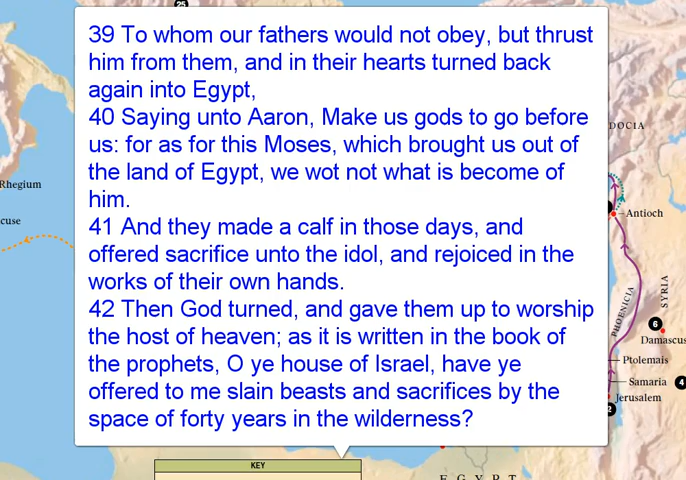 25
39 To whom our fathers would not obey, but thrust
him from them, and in their hearts turned back
again into Egypt,
40 Saying unto Aaron, Make us gods to go before
us: for as for this Moses, which brought us out of
the land of Egypt, we wot not what is become of
him.
41 And they made a calf in those days, and
offered sacrifice unto the idol, and rejoiced in the
works of their own hands.
42 Then God turned, and gave them up to worship
the host of heaven; as it is written in the book of
the prophets, O ye house of Israel, have ye
offered to me slain beasts and sacrifices by the
space of forty years in the wilderness?
Rhegium
cuse
DOCIA
Antioch
PHOENICIA
SYRIA
6
Damascus
Ptolemais
Samaria
4
Jerusalem
2
KEY
EGYPT